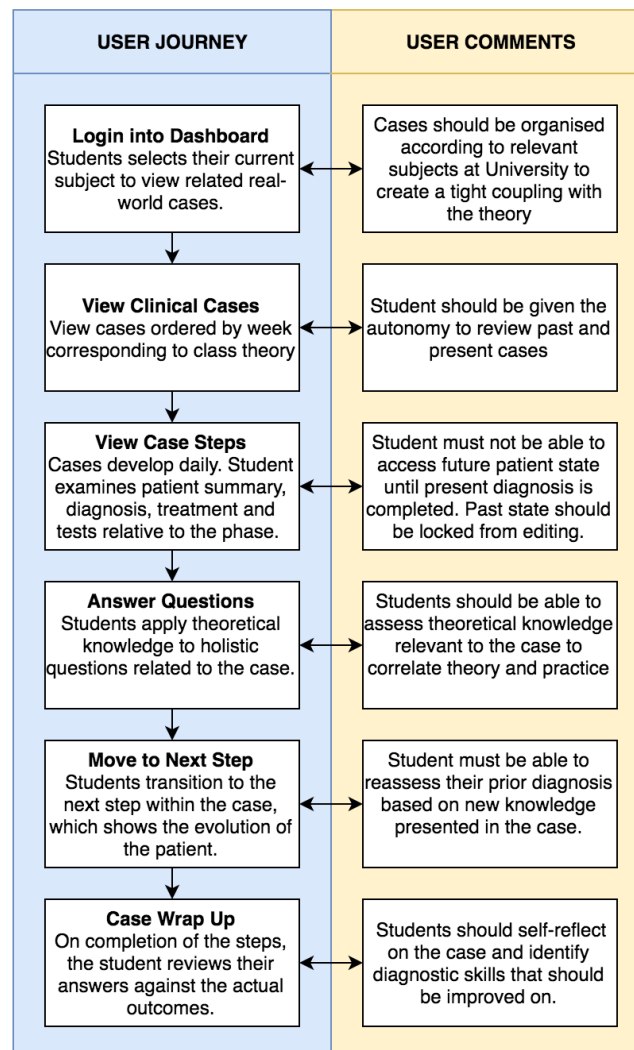 USER JOURNEY
USER COMMENTS
Login into Dashboard
Students selects their current
subject to view related real-
world cases.
Cases should be organised
according to relevant
subjects at University to
create a tight coupling with
the theory
View Clinical Cases
View cases ordered by week
corresponding to class theory
Student should be given the
autonomy to review past and
present cases
View Case Steps
Cases develop daily. Student
examines patient summary,
diagnosis, treatment and
tests relative to the phase.
Student must not be able to
access future patient state
until present diagnosis is
completed. Past state should
be locked from editing.
Answer Questions
Students apply theoretical
knowledge to holistic
questions related to the case.
Students should be able to
assess theoretical knowledge
relevant to the case to
correlate theory and practice
Move to Next Step
Students transition to the
next step within the case,
which shows the evolution of
the patient.
Student must be able to
reassess their prior diagnosis
based on new knowledge
presented in the case.
Case Wrap Up
On completion of the steps,
the student reviews their
answers against the actual
outcomes.
Students should self-reflect
on the case and identify
diagnostic skills that should
be improved on.